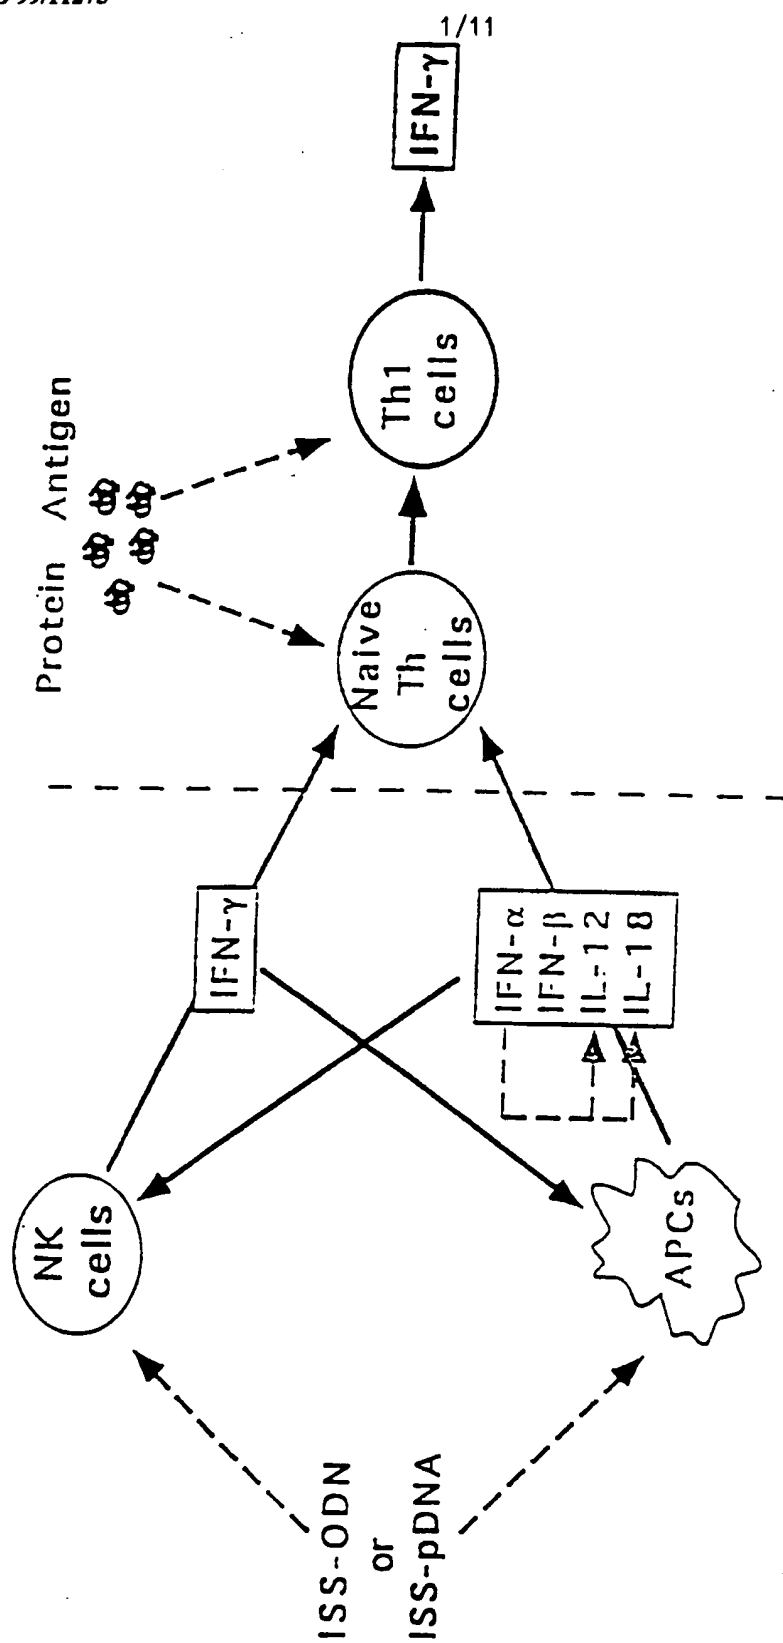 1/11
ISS-ODN
or
ISS-pDNA
NK
cells
APCs
IFN-γ
IFN-α
IFN-β
IL-12
IL-18
Protein Antigen
Naive
Th
cells
Th1
cells
IFN-γ